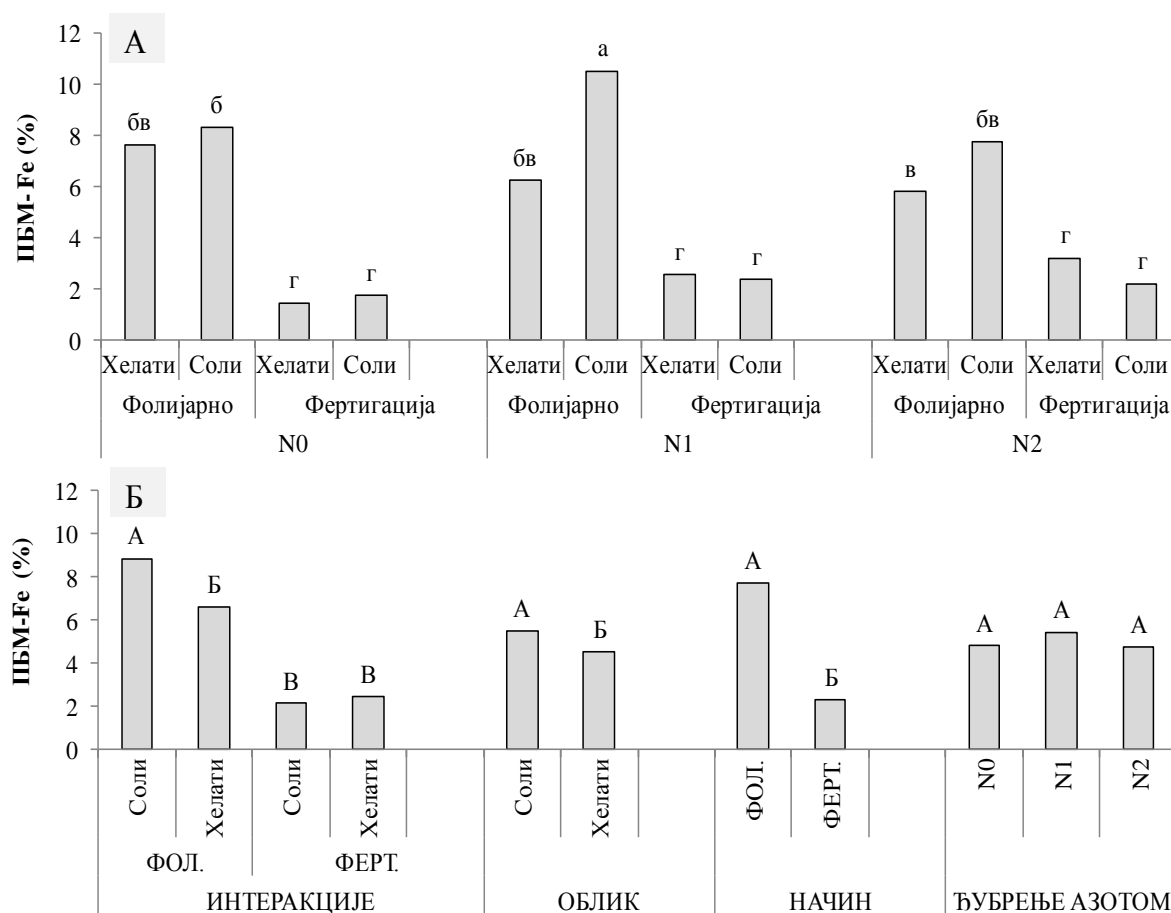 А
ПБМ- Fe (%)
12
10
8
6
4
2
0
бв б г г бв а г г в бв г г
Хелати Соли Хелати Соли Хелати Соли Хелати Соли Хелати Соли Хелати Соли
Фолијарно Фертигација Фолијарно Фертигација Фолијарно Фертигација
N0 N1 N2
Б
ПБМ-Fe (%)
12
10
8
6
4
2
0
А Б В В А Б А Б А А А
Соли Хелати Соли Хелати Соли Хелати ФОЛ. ФЕРТ. N0 N1 N2
ФОЛ. ФЕРТ.
ИНТЕРАКЦИЈЕ ОБЛИК НАЧИН ЂУБРЕЊЕ АЗОТОМ